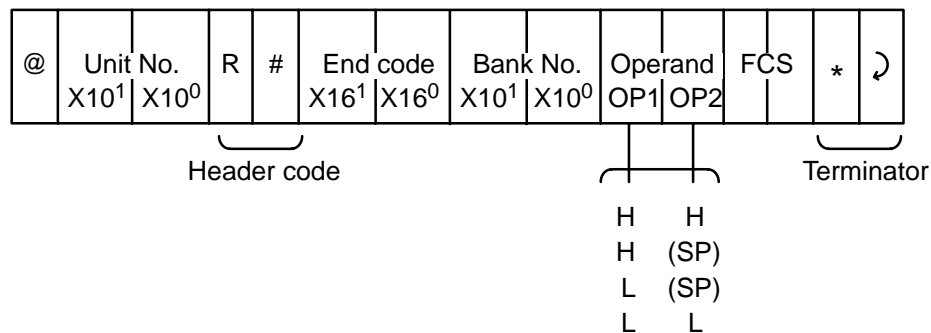 @ Unit No. R # End code Bank No. Operand FCS * 
X10¹ X10⁰ X16¹ X16⁰ X10¹ X10⁰ OP1 OP2
Header code Terminator
H H
H (SP)
L (SP)
L L